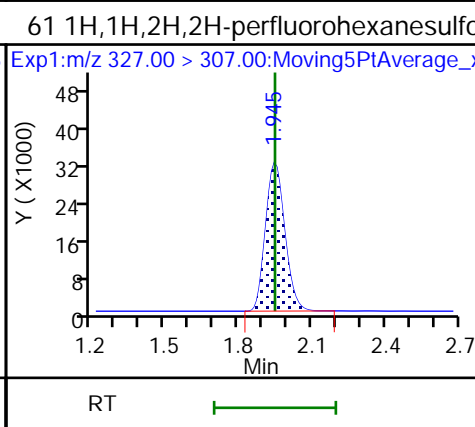 61 1H,1H,2H,2H-perfluorohexanesulfo
Exp1:m/z 327.00 > 307.00:Moving5PtAverage_x
1.945
Y ( X1000)
48
40
32
24
16
8
0
1.2 1.5 1.8 2.1 2.4 2.7
Min
RT